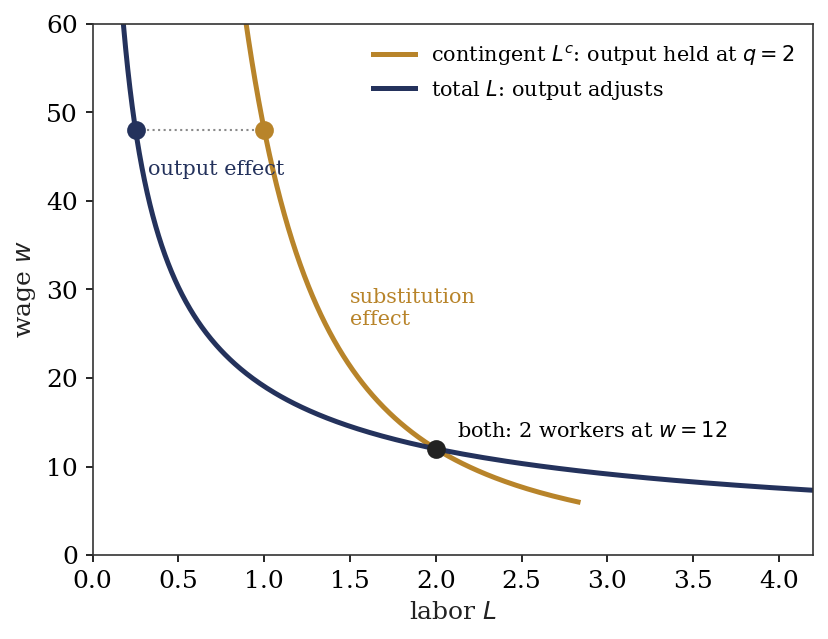 60
contingent $L^c$: output held at $q = 2$
total $L$: output adjusts
50
output effect
40
wage $w$
30
substitution
effect
20
both: 2 workers at $w = 12$
10
0
0.0 0.5 1.0 1.5 2.0 2.5 3.0 3.5 4.0
labor $L$